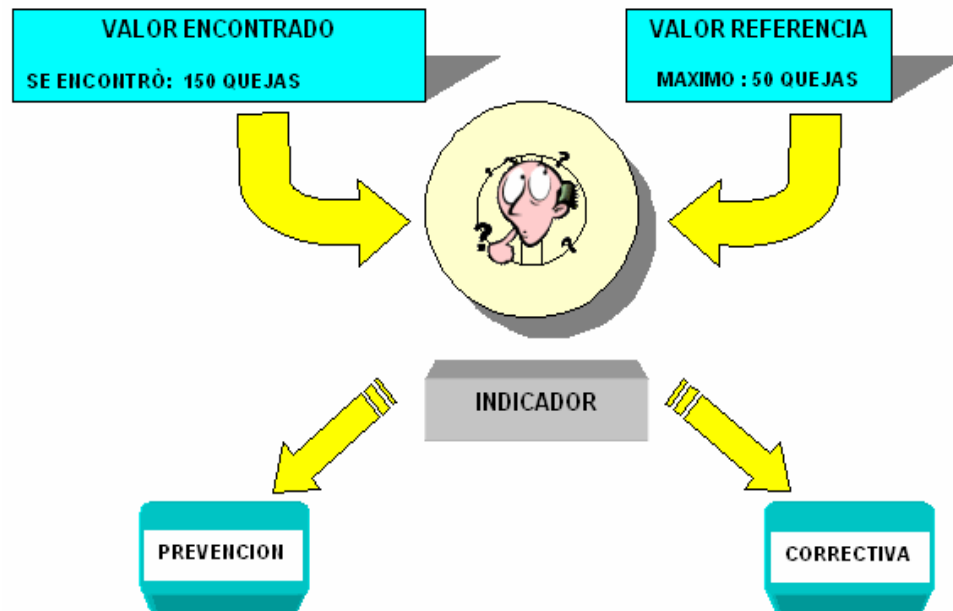 VALOR ENCONTRADO
SE ENCONTRÒ: 150 QUEJAS
VALOR REFERENCIA
MAXIMO : 50 QUEJAS
? ? ?
? ?
INDICADOR
PREVENCION
CORRECTIVA